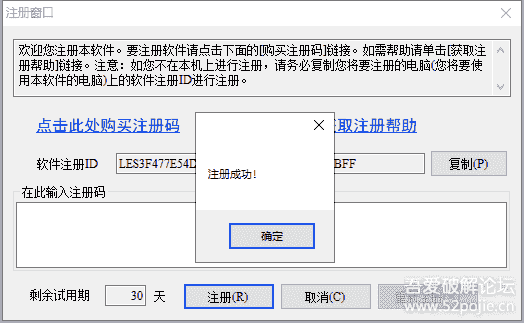 注册窗口
欢迎您注册本软件。要注册软件请点击下面的[购买注册码]链接。如需帮助请单击[获取注
册帮助]链接。注意：如您不在本机上进行注册，请务必复制您将要注册的电脑(您将要使
用本软件的电脑)上的软件注册ID进行注册。
点击此处购买注册码
取注册帮助
软件注册ID
LES3F477E54D
BFF
复制(P)
注册成功!
确定
在此输入注册码
剩余试用期
30
天
注册(R)
取消(C)
吾爱破解论坛
www.52pojie.cn